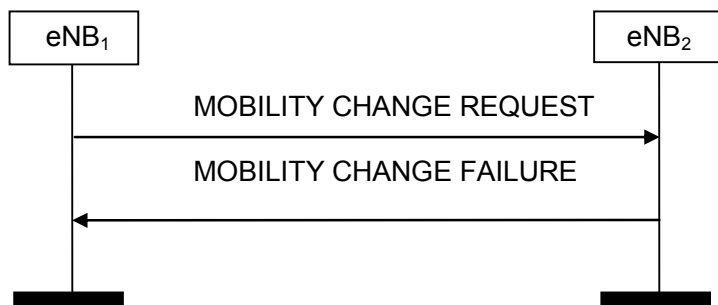 eNB₁
eNB₂
MOBILITY CHANGE REQUEST
MOBILITY CHANGE FAILURE